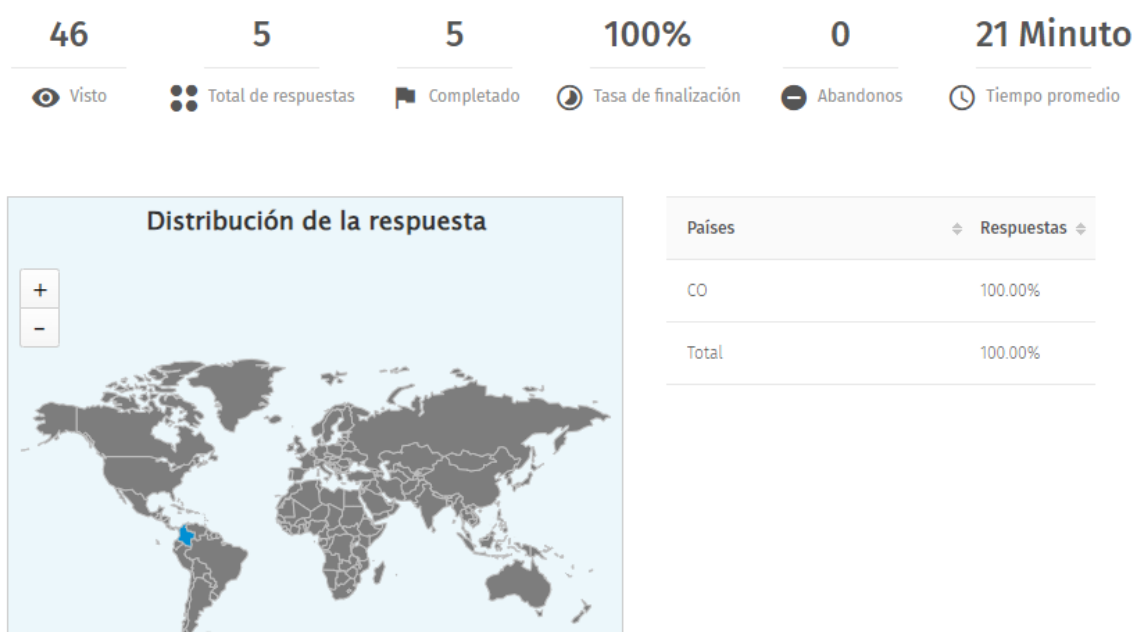 46 5 5 100% 0 21 Minuto
Visto Total de respuestas Completado Tasa de finalización Abandonos Tiempo promedio
Distribución de la respuesta
+
−
Países Respuestas
CO 100.00%
Total 100.00%